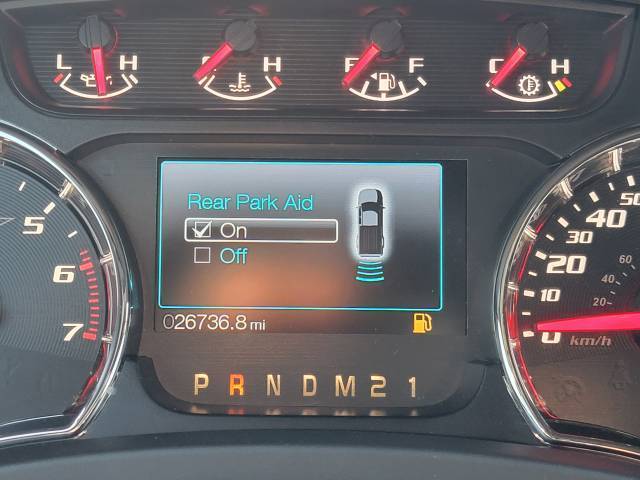 L H
C H
E F
C H
Rear Park Aid
On
Off
026736.8 mi
P R N D M 2 1
5
6
7
50
40
30
20
10
0
60
40
20
km/h